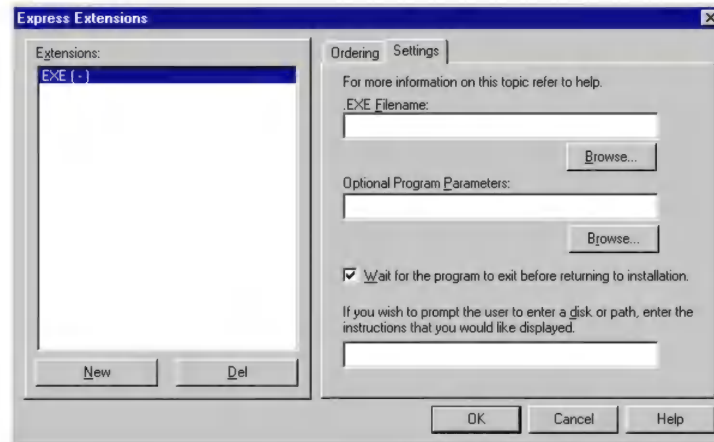 Express Extensions
Extensions:
EXE ( - )
New
Del
Ordering
Settings
For more information on this topic refer to help.
.EXE Filename:
Browse...
Optional Program Parameters:
Browse...
Wait for the program to exit before returning to installation.
If you wish to prompt the user to enter a disk or path, enter the
instructions that you would like displayed.
OK
Cancel
Help